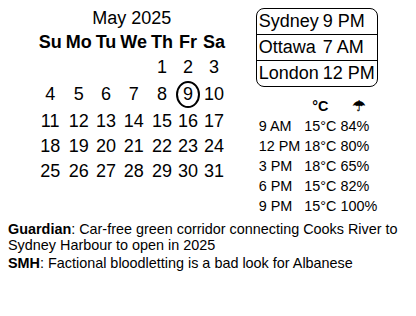 May 2025
Su Mo Tu We Th Fr Sa
1 2 3
4 5 6 7 8 9 10
11 12 13 14 15 16 17
18 19 20 21 22 23 24
25 26 27 28 29 30 31
Sydney 9 PM
Ottawa 7 AM
London 12 PM
°C ☂
9 AM 15°C 84%
12 PM 18°C 80%
3 PM 18°C 65%
6 PM 15°C 82%
9 PM 15°C 100%
Guardian: Car-free green corridor connecting Cooks River to
Sydney Harbour to open in 2025
SMH: Factional bloodletting is a bad look for Albanese